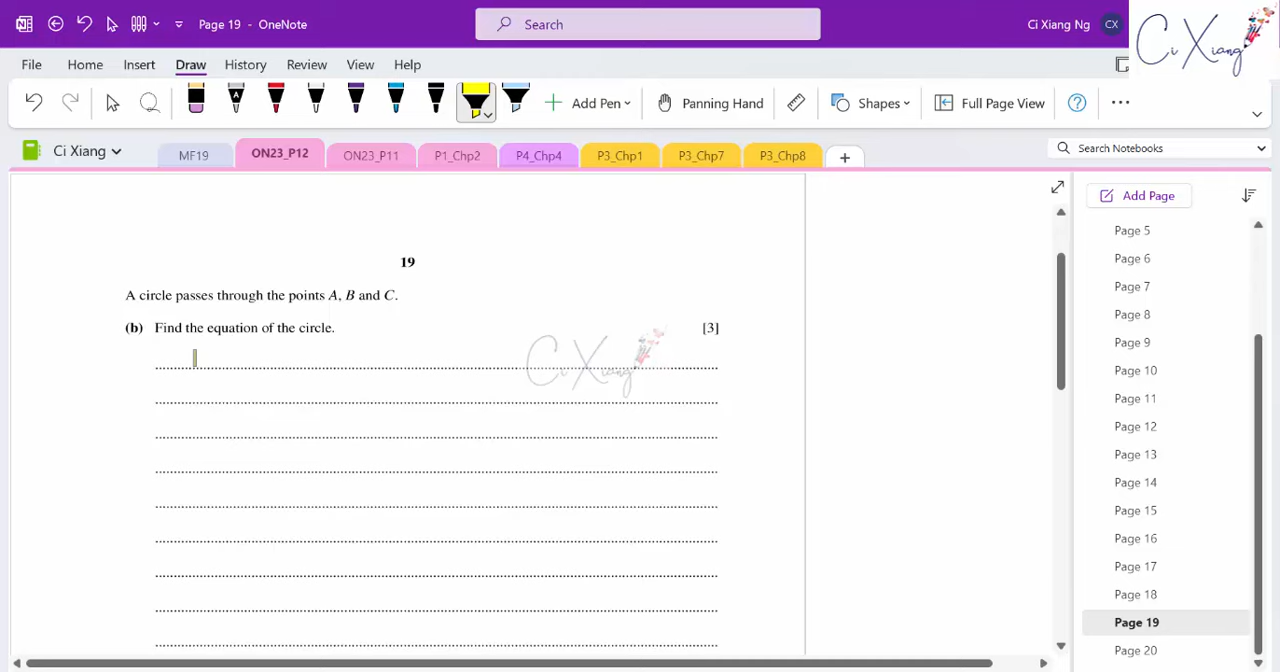 Page 19 - OneNote
Search
Ci Xiang Ng
CX
Ci Xiang
File
Home
Insert
Draw
History
Review
View
Help
A
Add Pen
Panning Hand
Shapes
?
Full Page View
Ci Xiang
MF19
ON23_P12
ON23_P11
P1_Chp2
P4_Chp4
P3_Chp1
P3_Chp7
P3_Chp8
Search Notebooks
19
A circle passes through the points A, B and C.
(b) Find the equation of the circle. [3]
Ci Xiang
Add Page
Page 5
Page 6
Page 7
Page 8
Page 9
Page 10
Page 11
Page 12
Page 13
Page 14
Page 15
Page 16
Page 17
Page 18
Page 19
Page 20